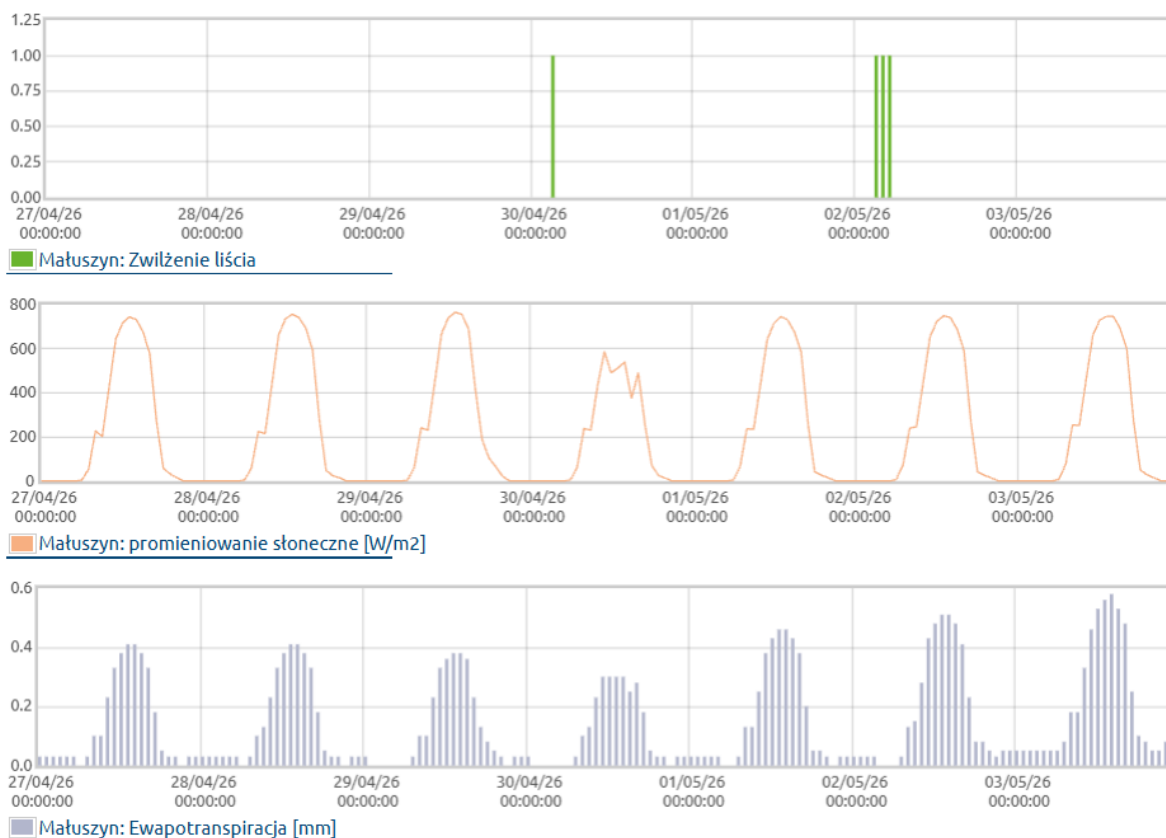 1.25
1.00
0.75
0.50
0.25
0.00
27/04/26 28/04/26 29/04/26 30/04/26 01/05/26 02/05/26 03/05/26
00:00:00 00:00:00 00:00:00 00:00:00 00:00:00 00:00:00 00:00:00
Małuszyn: Zwilżenie liścia
800
600
400
200
0
27/04/26 28/04/26 29/04/26 30/04/26 01/05/26 02/05/26 03/05/26
00:00:00 00:00:00 00:00:00 00:00:00 00:00:00 00:00:00 00:00:00
Małuszyn: promieniowanie słoneczne [W/m2]
0.6
0.4
0.2
0.0
27/04/26 28/04/26 29/04/26 30/04/26 01/05/26 02/05/26 03/05/26
00:00:00 00:00:00 00:00:00 00:00:00 00:00:00 00:00:00 00:00:00
Małuszyn: Ewapotranspiracja [mm]